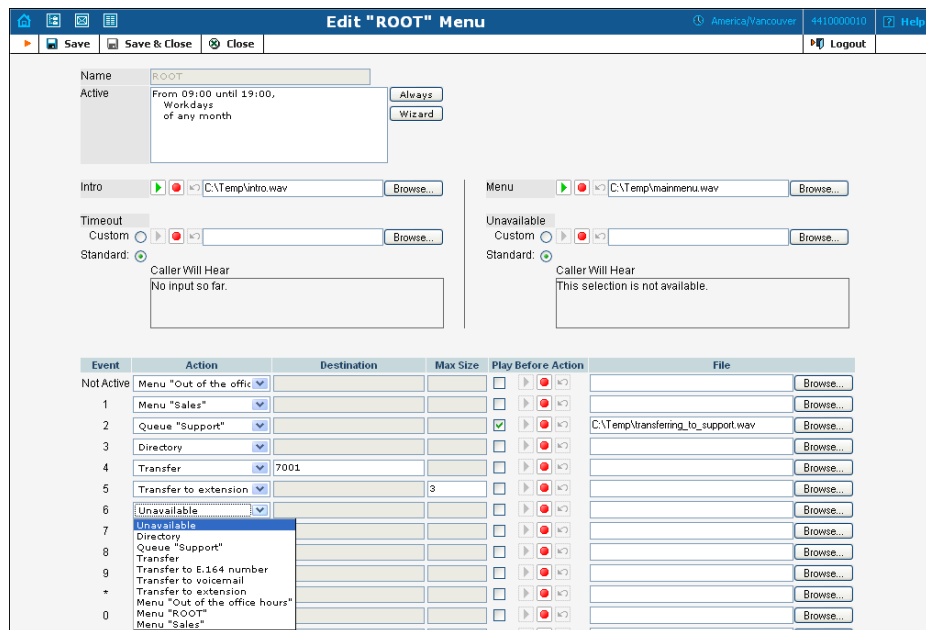 Edit "ROOT" Menu
America/Vancouver
4410000010
? Help
Save
Save & Close
Close
Logout
Name
ROOT
Active
From 09:00 until 19:00,
Workdays
of any month
Always
Wizard
Intro
C:\Temp\intro.wav
Browse...
Menu
C:\Temp\mainmenu.wav
Browse...
Timeout
Custom
Browse...
Standard:
Caller Will Hear
No input so far.
Unavailable
Custom
Browse...
Standard:
Caller Will Hear
This selection is not available.
Event Action Destination Max Size Play Before Action File
Not Active Menu "Out of the offic Browse...
1 Menu "Sales" Browse...
2 Queue "Support" C:\Temp\transferring_to_support.wav Browse...
3 Directory Browse...
4 Transfer 7001 Browse...
5 Transfer to extension 3 Browse...
6 Unavailable Browse...
7 Browse...
8 Browse...
9 Browse...
* Browse...
0 Browse...
Unavailable
Directory
Queue "Support"
Transfer
Transfer to E.164 number
Transfer to voicemail
Transfer to extension
Menu "Out of the office hours"
Menu "ROOT"
Menu "Sales"